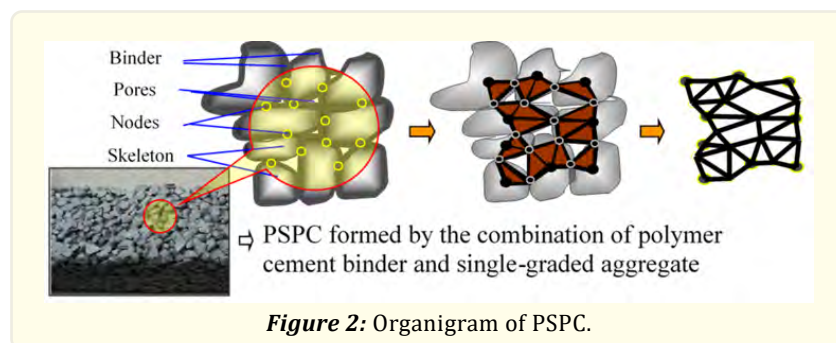 Binder
Pores
Nodes
Skeleton
PSPC formed by the combination of polymer
cement binder and single-graded aggregate
Figure 2: Organigram of PSPC.